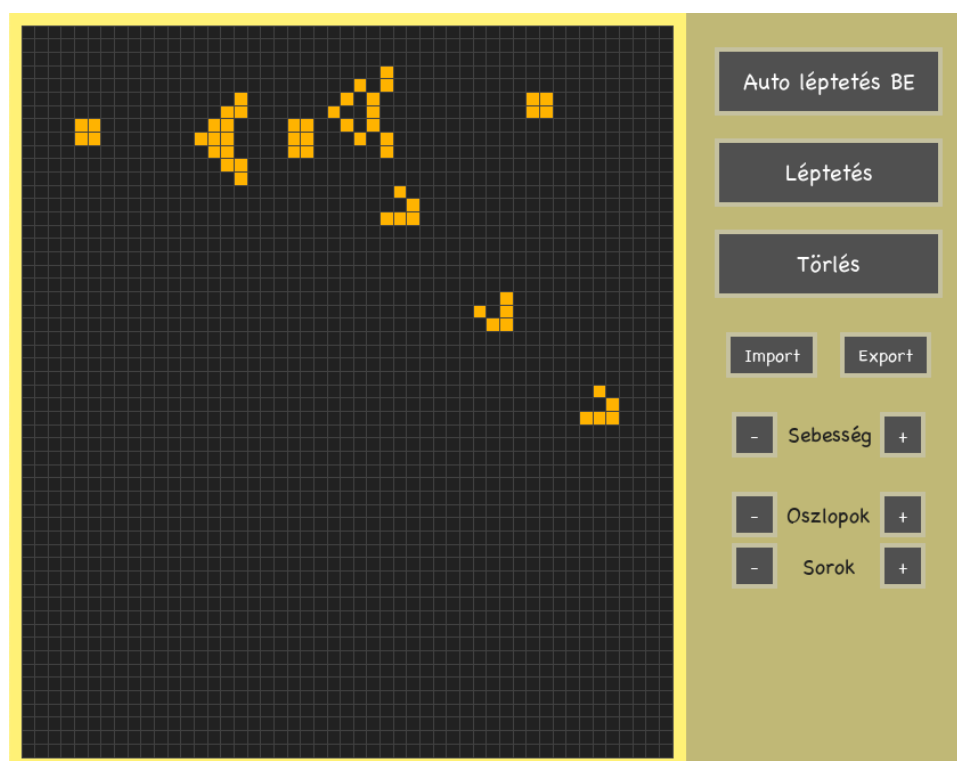 Auto léptetés BE
Léptetés
Törlés
Import Export
- Sebesség +
- Oszlopok +
- Sorok +